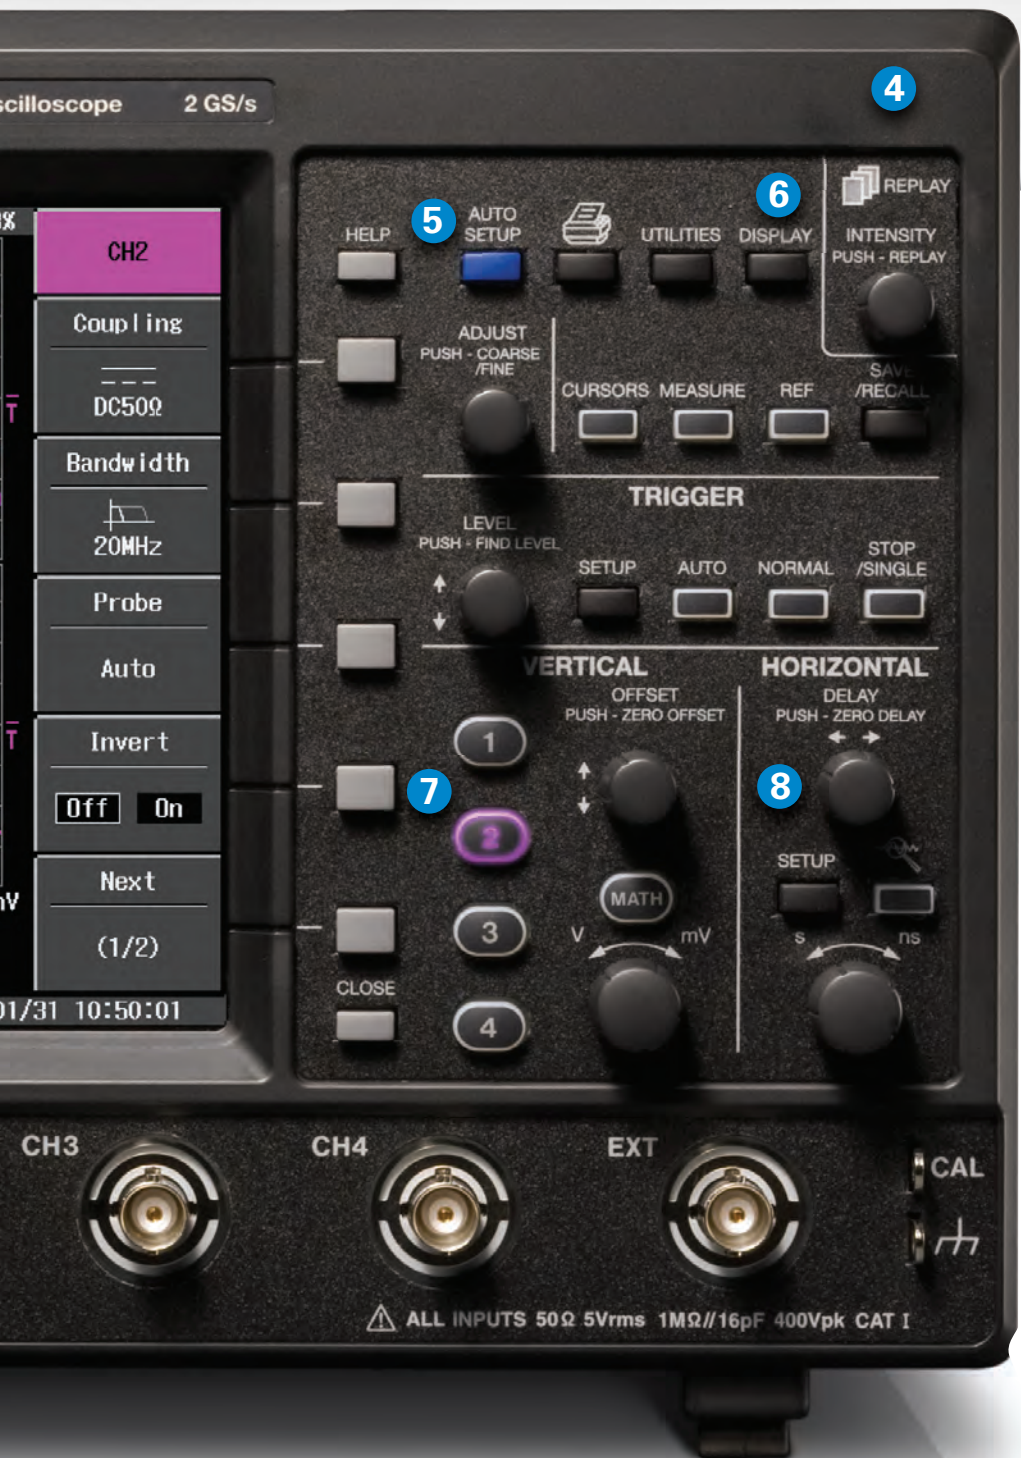 scilloscope 2 GS/s
4
REPLAY
6
5
AUTO
SETUP
HELP
UTILITIES
DISPLAY
INTENSITY
PUSH - REPLAY
CH2
Coupling
DC50Ω
Bandwidth
20MHz
Probe
Auto
Invert
Off On
Next
(1/2)
01/31 10:50:01
%
T
T
mV
ADJUST
PUSH - COARSE
/FINE
CURSORS
MEASURE
REF
SAVE
/RECALL
TRIGGER
LEVEL
PUSH - FIND LEVEL
SETUP
AUTO
NORMAL
STOP
/SINGLE
VERTICAL
OFFSET
PUSH - ZERO OFFSET
1
7
2
MATH
3
V mV
4
CLOSE
HORIZONTAL
DELAY
PUSH - ZERO DELAY
8
SETUP
s ns
CH3
CH4
EXT
CAL
ALL INPUTS 50Ω 5Vrms 1MΩ//16pF 400Vpk CAT I